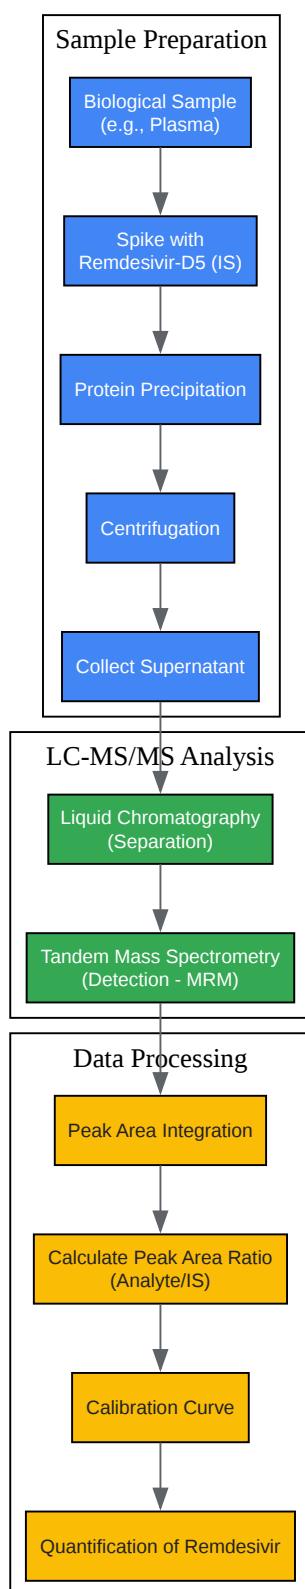 Sample Preparation
Biological Sample
(e.g., Plasma)
Spike with
Remdesivir-D5 (IS)
Protein Precipitation
Centrifugation
Collect Supernatant
LC-MS/MS Analysis
Liquid Chromatography
(Separation)
Tandem Mass Spectrometry
(Detection - MRM)
Data Processing
Peak Area Integration
Calculate Peak Area Ratio
(Analyte/IS)
Calibration Curve
Quantification of Remdesivir